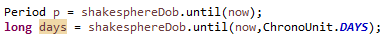 Period p = shakesphereDob.until(now);
long days = shakesphereDob.until(now,ChronoUnit.DAYS);